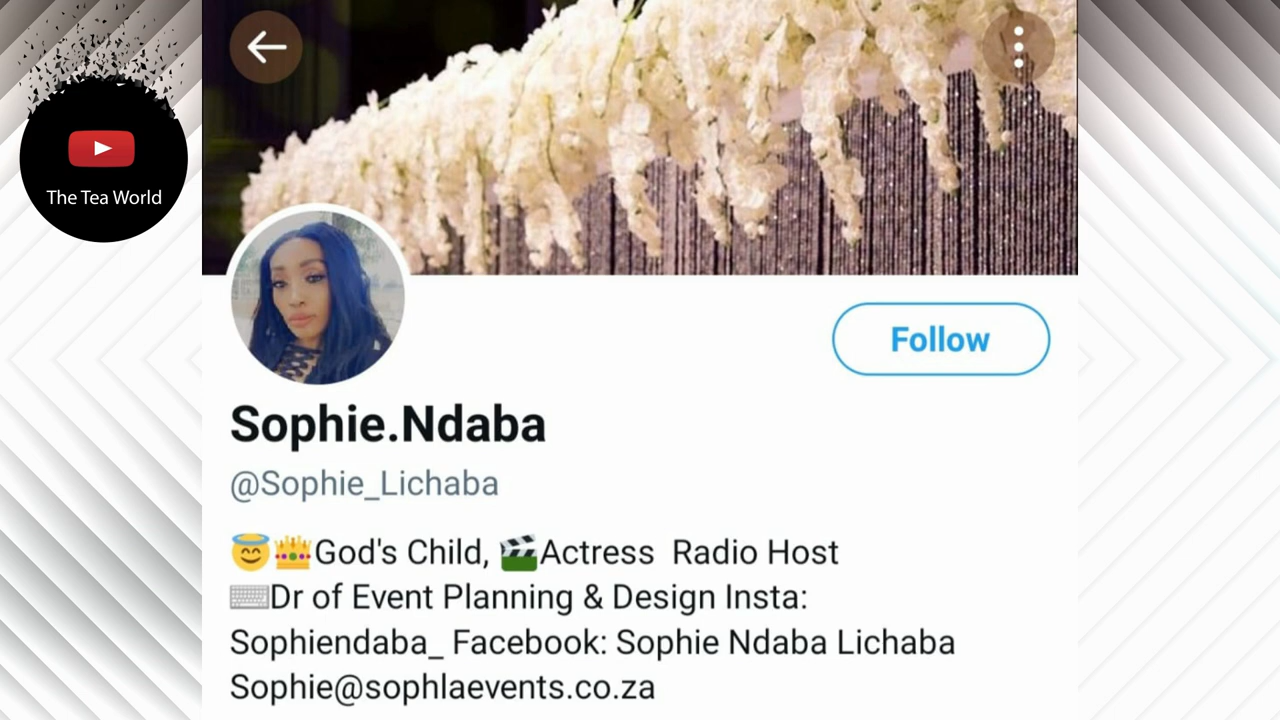 The Tea World
Follow
Sophie.Ndaba
@Sophie_Lichaba
😇👑God's Child, 🎬Actress  Radio Host
⌨Dr of Event Planning & Design Insta:
Sophiendaba_ Facebook: Sophie Ndaba Lichaba
Sophie@sophlaevents.co.za